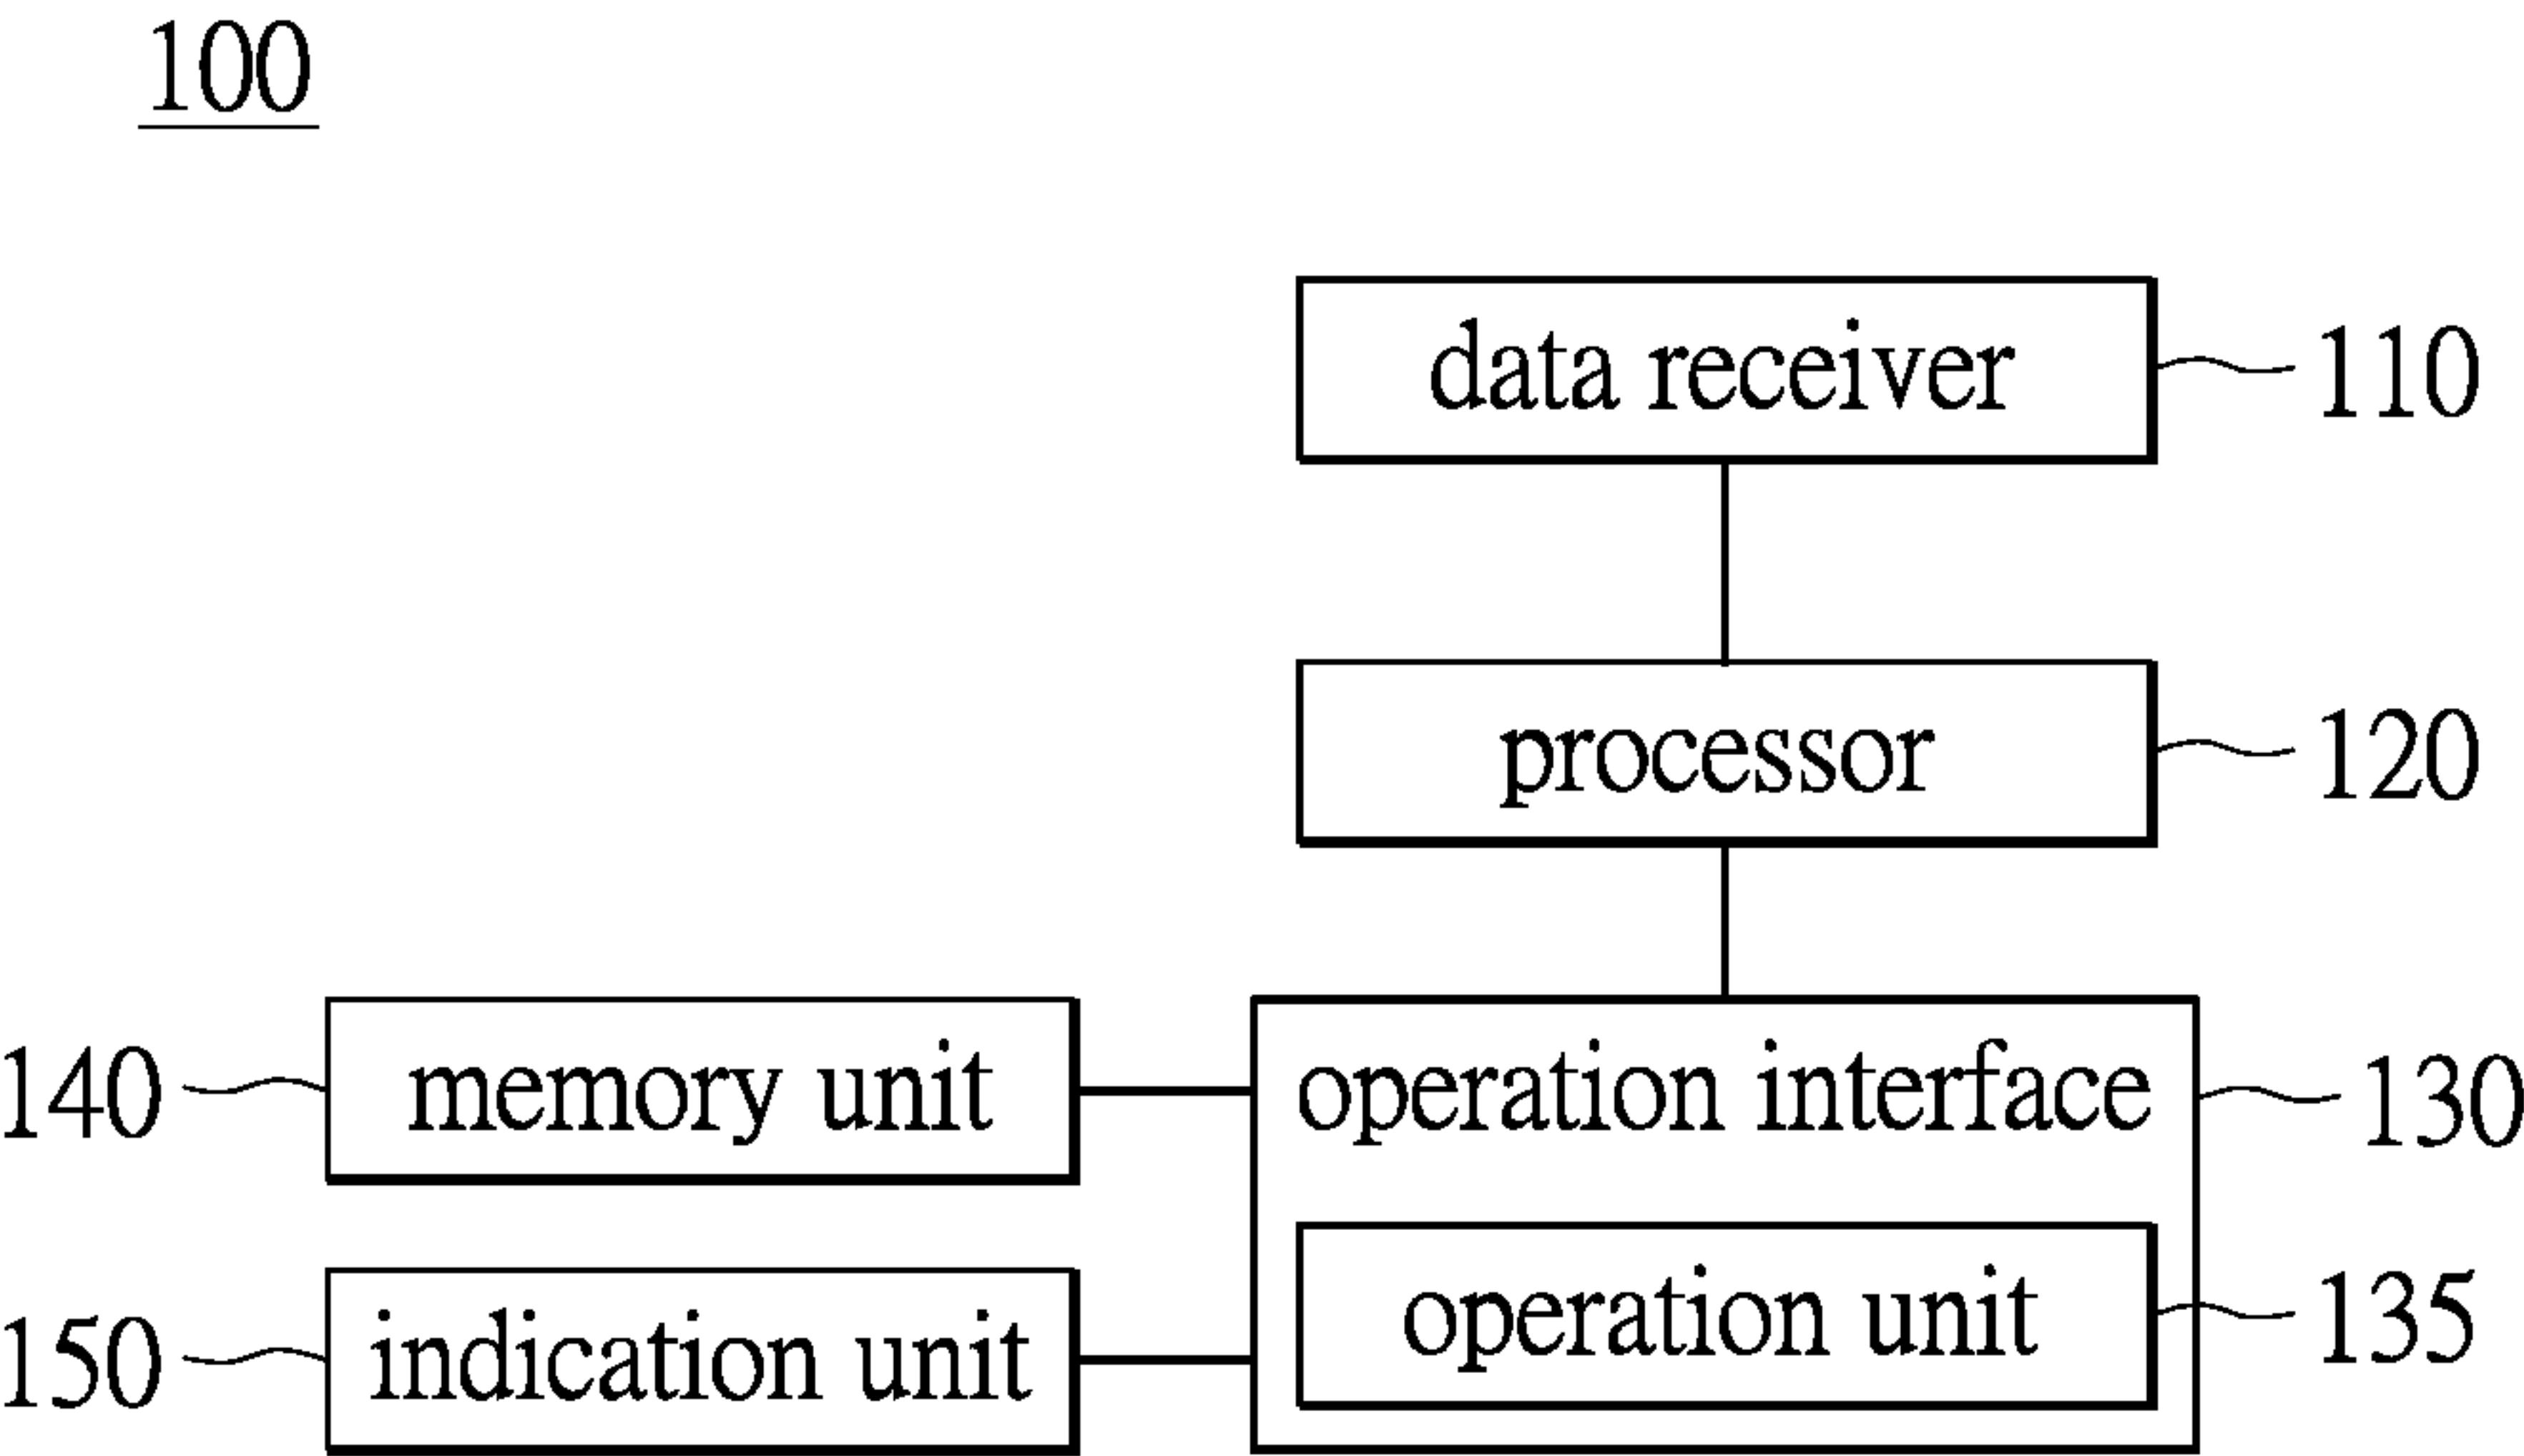 100
data receiver 110
processor 120
140 memory unit operation interface 130
150 indication unit operation unit 135